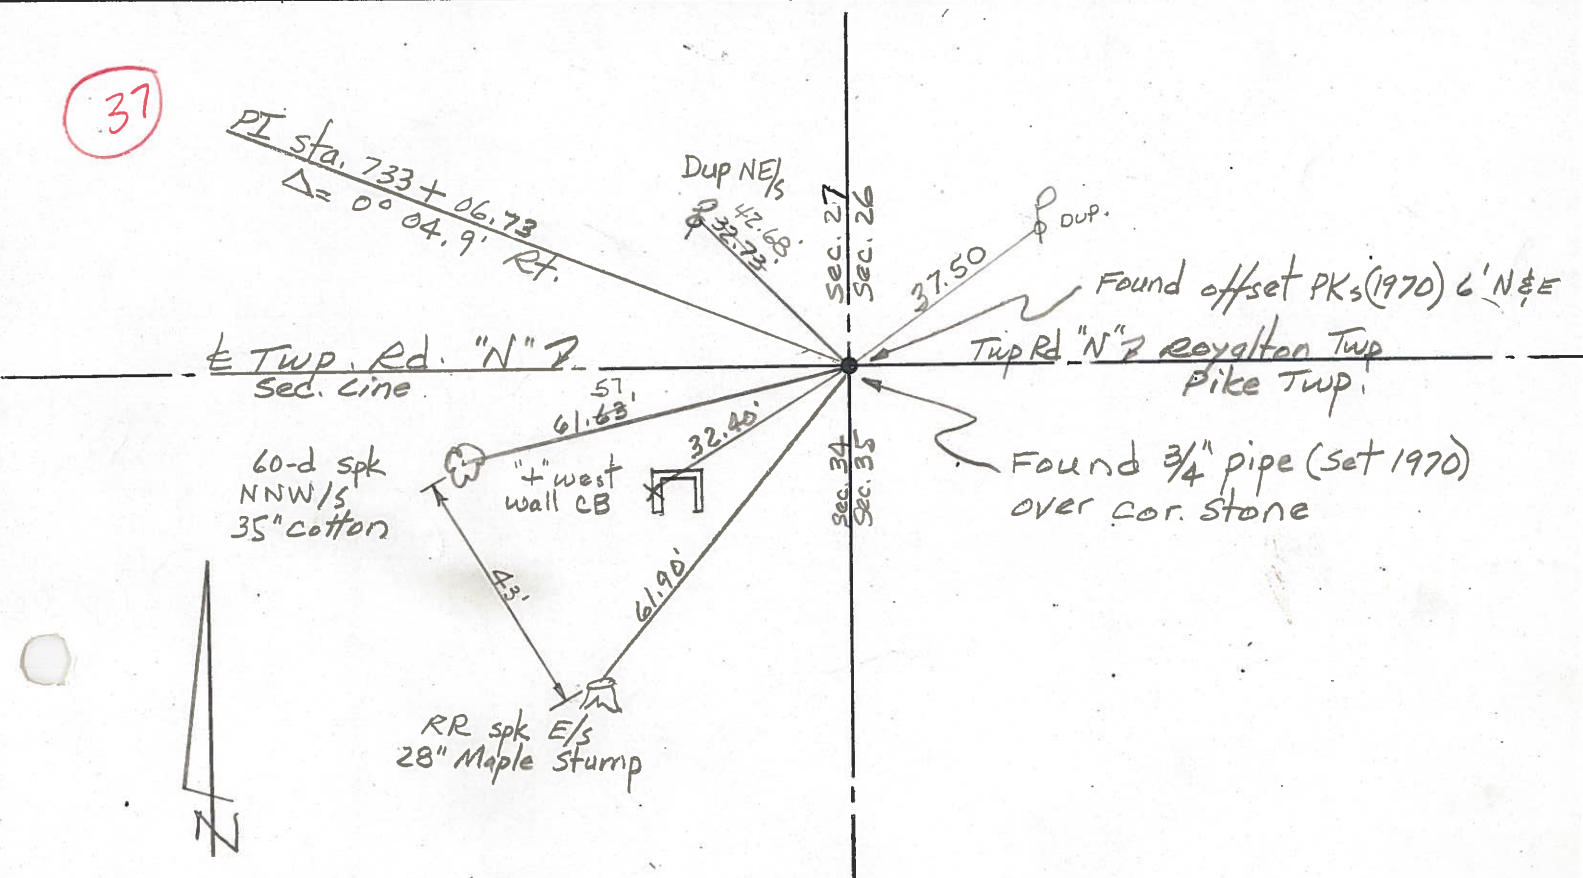 37
PI sta. 733 + 06.73
Δ= 0° 04.9' Rt.
Dup NE/s
42.68'
32.73'
Sec. 27
Sec. 26
37.50
DUP.
Found offset PKs (1970) 6' N & E
℄ Twp. Rd. "N"
Sec. Line
Twp Rd "N" Royalton Twp
Pike Twp.
57
61.63'
32.40'
60-d spk
NNW/s
35" Cotton
"+" west
wall CB
Sec. 34
Sec. 35
Found 3/4" pipe (Set 1970)
over cor. Stone
43'
61.90'
RR spk E/s
28" Maple Stump
N